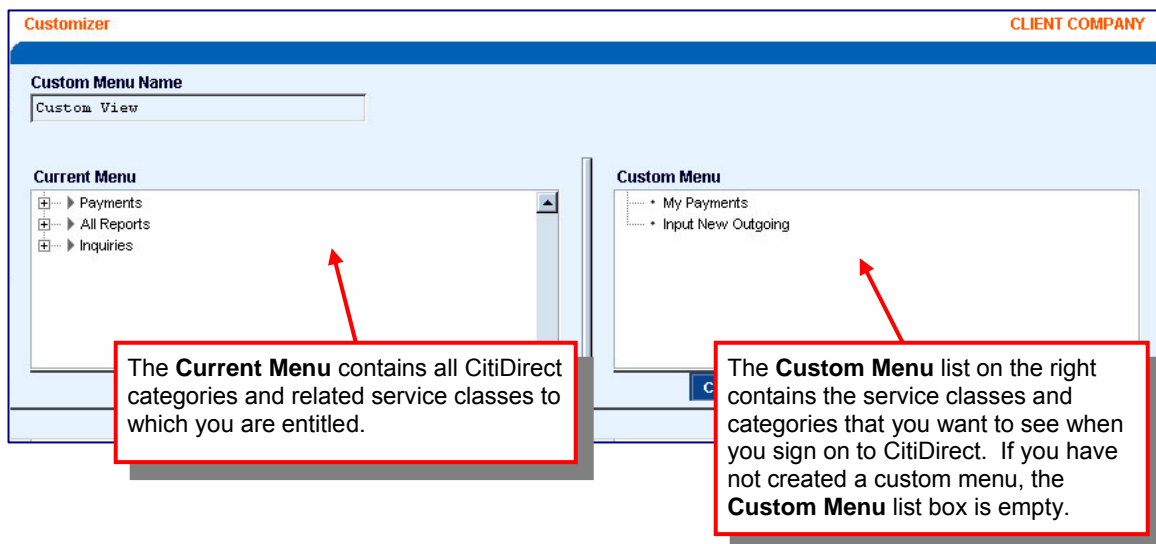 Customizer CLIENT COMPANY
Custom Menu Name
Custom View
Current Menu
Payments
All Reports
Inquiries
Custom Menu
My Payments
Input New Outgoing
The Current Menu contains all CitiDirect
categories and related service classes to
which you are entitled.
The Custom Menu list on the right
contains the service classes and
categories that you want to see when
you sign on to CitiDirect. If you have
not created a custom menu, the
Custom Menu list box is empty.